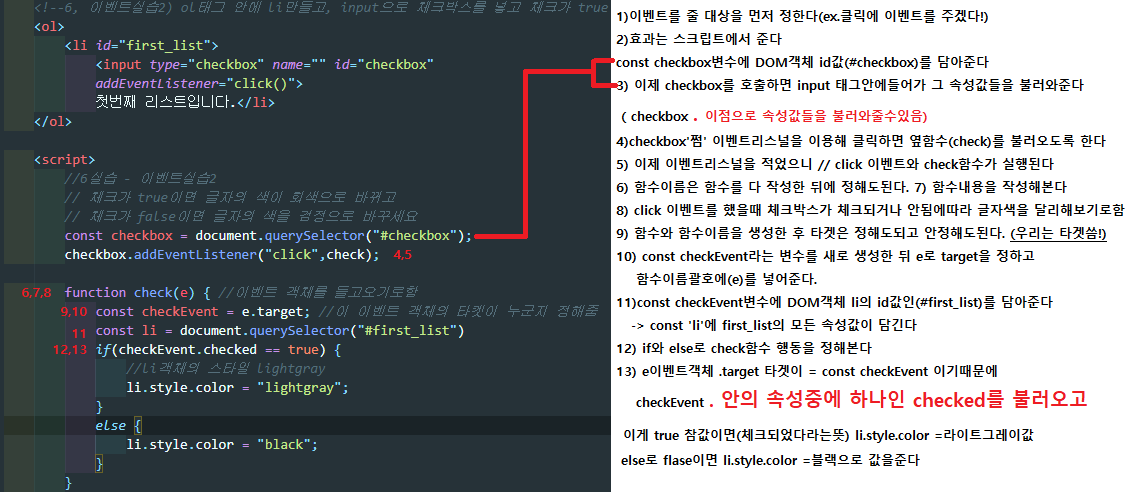 <!--6, 이벤트실습2) ol태그 안에 li만들고, input으로 체크박스를 넣고 체크가 true
<ol>
<li id="first_list">
<input type="checkbox" name="" id="checkbox"
addEventListener="click()">
첫번째 리스트입니다.</li>
</ol>
<script>
//6실습 - 이벤트실습2
// 체크가 true이면 글자의 색이 회색으로 바뀌고
// 체크가 false이면 글자의 색을 검정으로 바꾸세요
const checkbox = document.querySelector("#checkbox");
checkbox.addEventListener("click",check); 4,5
6,7,8 function check(e) { //이벤트 객체를 들고오기로함
9,10 const checkEvent = e.target; //이 이벤트 객체의 타켓이 누군지 정해줌
11 const li = document.querySelector("#first_list")
12,13 if(checkEvent.checked == true) {
//li객체의 스타일 lightgray
li.style.color = "lightgray";
}
else {
li.style.color = "black";
}
}
1)이벤트를 줄 대상을 먼저 정한다(ex.클릭에 이벤트를 주겠다!)
2)효과는 스크립트에서 준다
const checkbox변수에 DOM객체 id값(#checkbox)를 담아준다
3) 이제 checkbox를 호출하면 input 태그안에들어가 그 속성값들을 불러와준다
( checkbox . 이점으로 속성값들을 불러와줄수있음)
4)checkbox'쩜' 이벤트리스널을 이용해 클릭하면 옆함수(check)를 불러오도록 한다
5) 이제 이벤트리스널을 적었으니 // click 이벤트와 check함수가 실행된다
6) 함수이름은 함수를 다 작성한 뒤에 정해도된다. 7) 함수내용을 작성해본다
8) click 이벤트를 했을때 체크박스가 체크되거나 안됨에따라 글자색을 달리해보기로함
9) 함수와 함수이름을 생성한 후 타겟은 정해도되고 안정해도된다. (우리는 타겟씀!)
10) const checkEvent라는 변수를 새로 생성한 뒤 e로 target을 정하고
함수이름괄호에(e)를 넣어준다.
11)const checkEvent변수에 DOM객체 li의 id값인(#first_list)를 담아준다
-> const 'li'에 first_list의 모든 속성값이 담긴다
12) if와 else로 check함수 행동을 정해본다
13) e이벤트객체 .target 타겟이 = const checkEvent 이기때문에
checkEvent . 안의 속성중에 하나인 checked를 불러오고
이게 true 참값이면(체크되었다라는뜻) li.style.color =라이트그레이값
else로 flase이면 li.style.color =블랙으로 값을준다